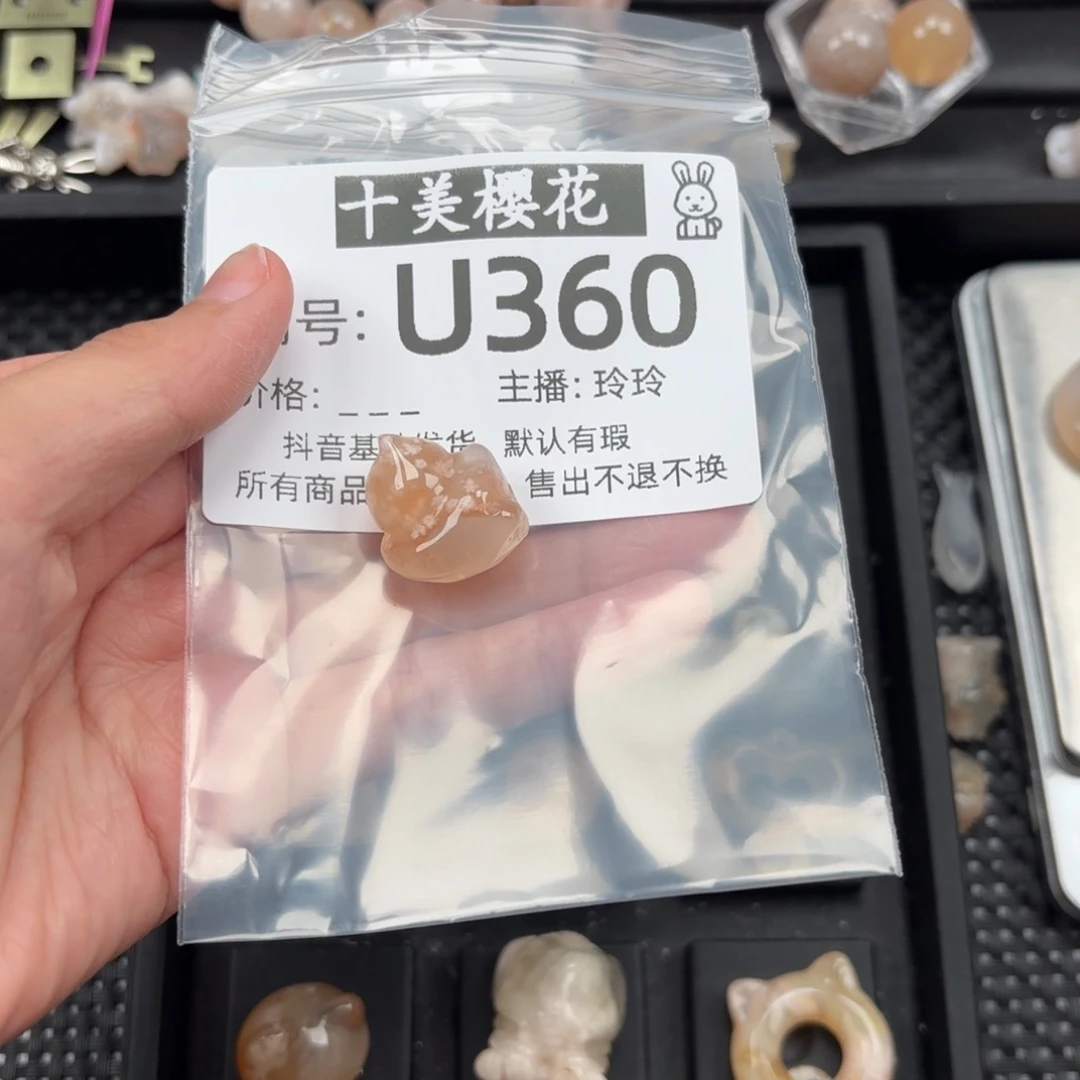 十美樱花
号: U360
价格: _ _ _ 主播: 玲玲
抖音基 发货 默认有瑕
所有商品 售出不退不换